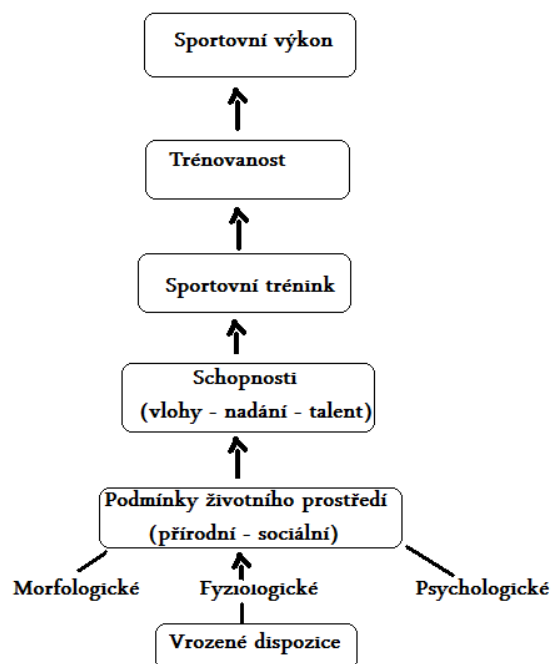 Sportovní výkon
Trénovanost
Sportovní trénink
Schopnosti
(vlohy - nadání - talent)
Podmínky životního prostředí
(přírodní - sociální)
Morfologické Fyziologické Psychologické
Vrozené dispozice